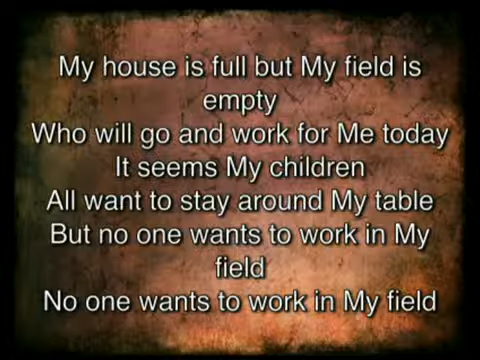 My house is full but My field is
empty
Who will go and work for Me today
It seems My children
All want to stay around My table
But no one wants to work in My
field
No one wants to work in My field